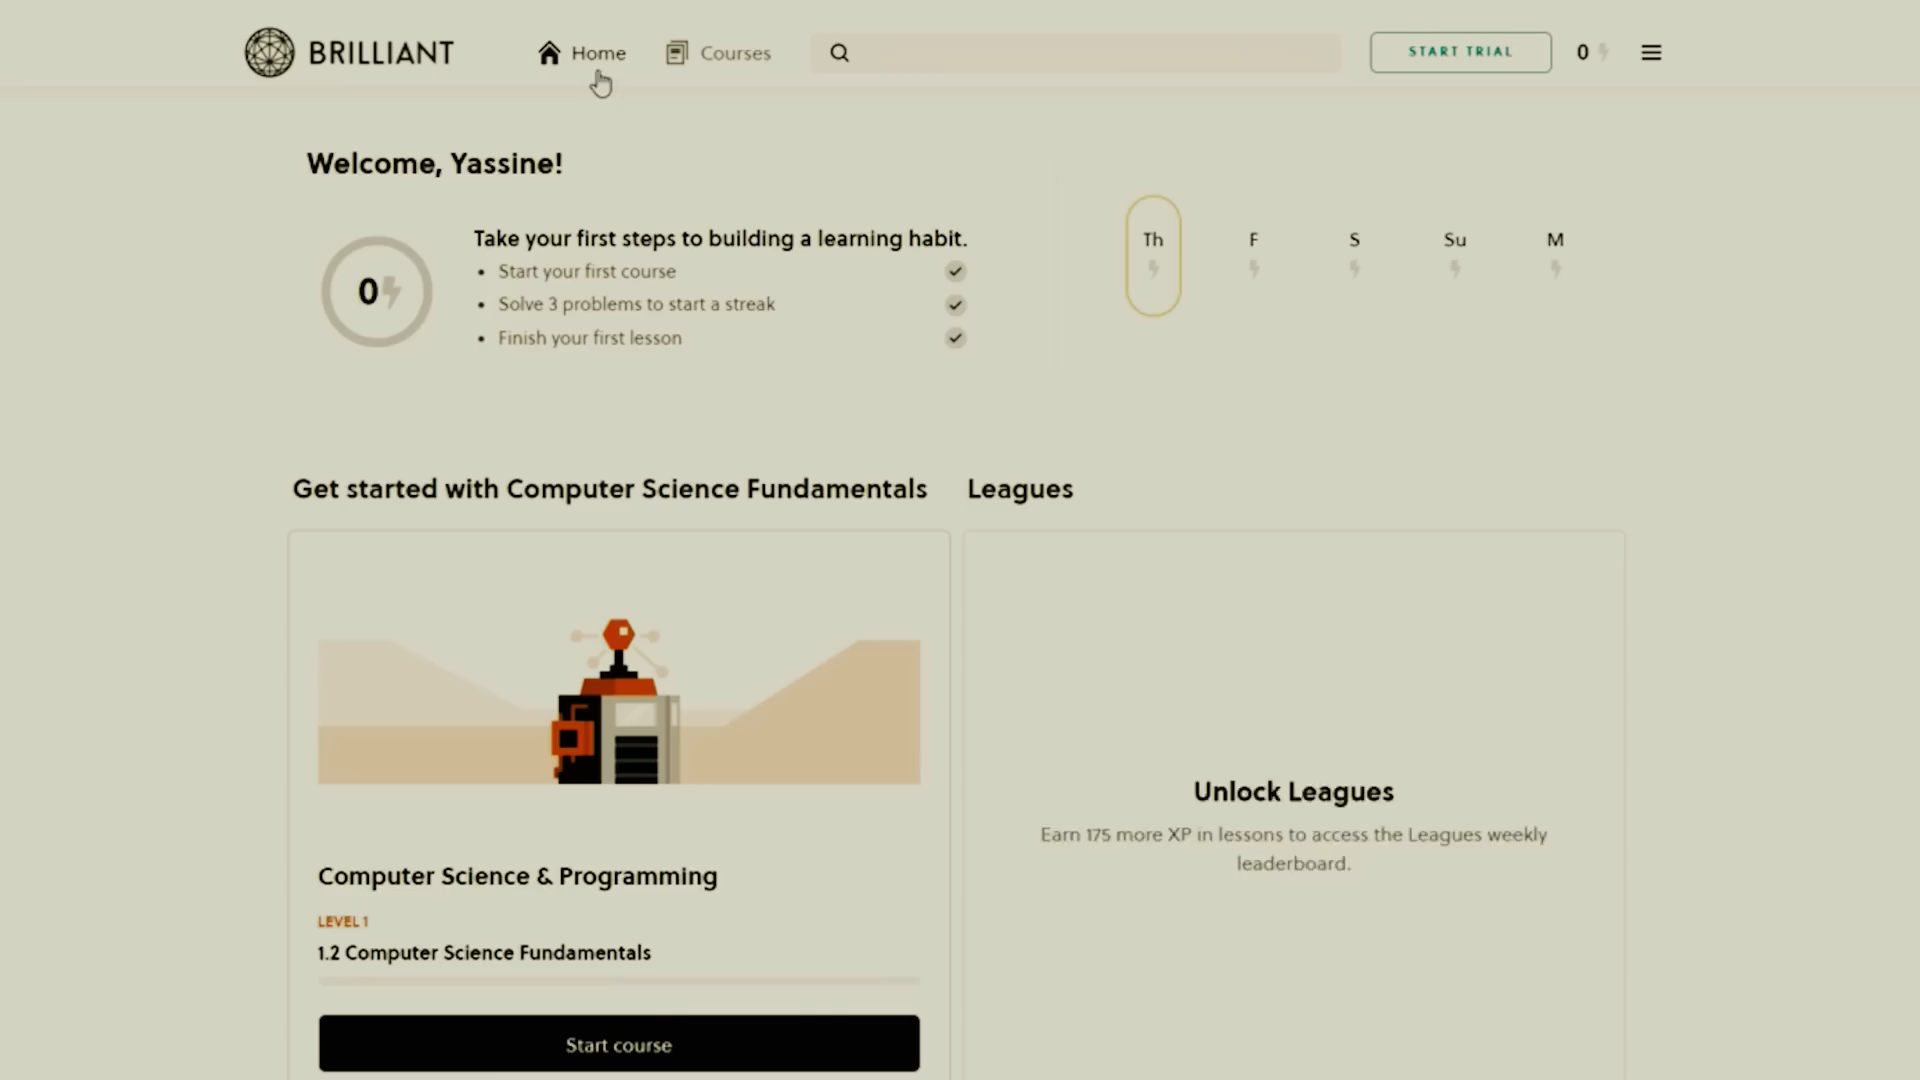 BRILLIANT
Home
Courses
START TRIAL
0
Welcome, Yassine!
0
Take your first steps to building a learning habit.
• Start your first course
• Solve 3 problems to start a streak
• Finish your first lesson
Th F S Su M
Get started with Computer Science Fundamentals
Leagues
Computer Science & Programming
LEVEL 1
1.2 Computer Science Fundamentals
Start course
Unlock Leagues
Earn 175 more XP in lessons to access the Leagues weekly
leaderboard.